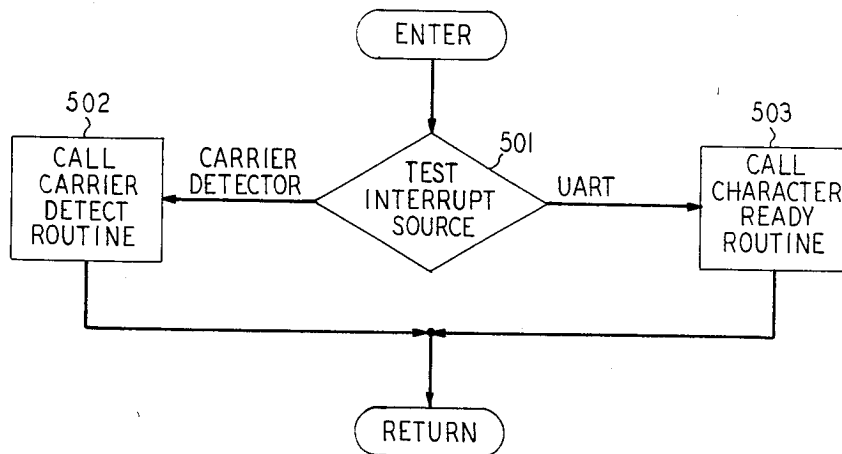 ENTER
502
CALL
CARRIER
DETECT
ROUTINE
CARRIER
DETECTOR
501
TEST
INTERRUPT
SOURCE
UART
503
CALL
CHARACTER
READY
ROUTINE
RETURN